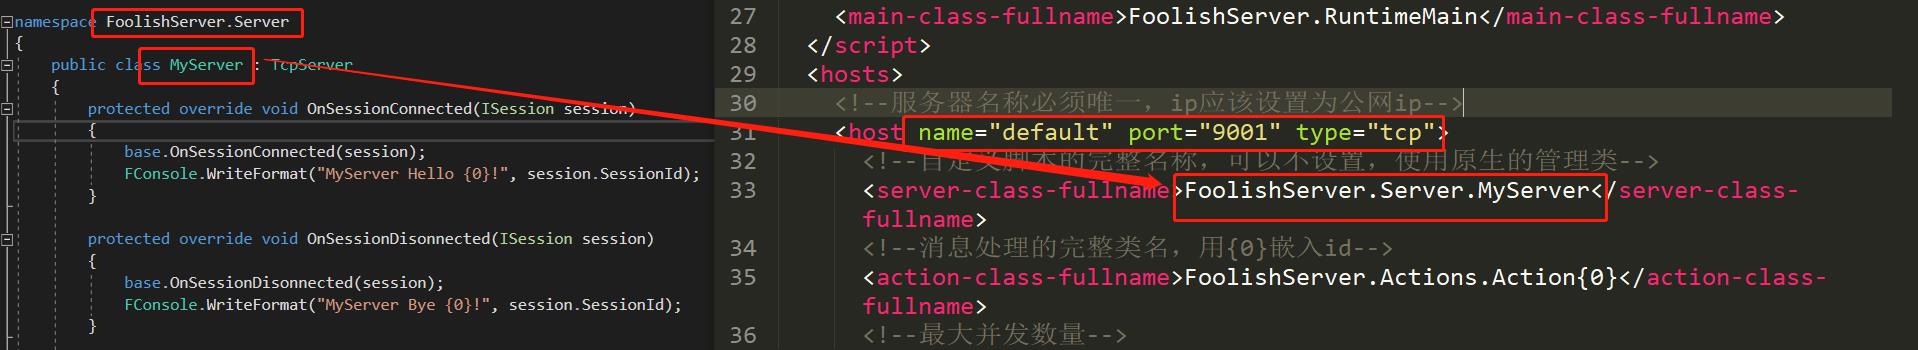 namespace FoolishServer.Server
{
public class MyServer : TcpServer
{
protected override void OnSessionConnected(ISession session)
{
base.OnSessionConnected(session);
FConsole.WriteFormat("MyServer Hello {0}!", session.SessionId);
}
protected override void OnSessionDisonnected(ISession session)
{
base.OnSessionDisonnected(session);
FConsole.WriteFormat("MyServer Bye {0}!", session.SessionId);
}
27 <main-class-fullname>FoolishServer.RuntimeMain</main-class-fullname>
28 </script>
29 <hosts>
30 <!--服务器名称必须唯一，ip应该设置为公网ip-->
31 <host name="default" port="9001" type="tcp">
32 <!--自定义脚本的完整名称，可以不设置，使用原生的管理类-->
33 <server-class-fullname>FoolishServer.Server.MyServer</server-class-
fullname>
34 <!--消息处理的完整类名，用{0}嵌入id-->
35 <action-class-fullname>FoolishServer.Actions.Action{0}</action-class-
fullname>
36 <!--最大并发数量-->